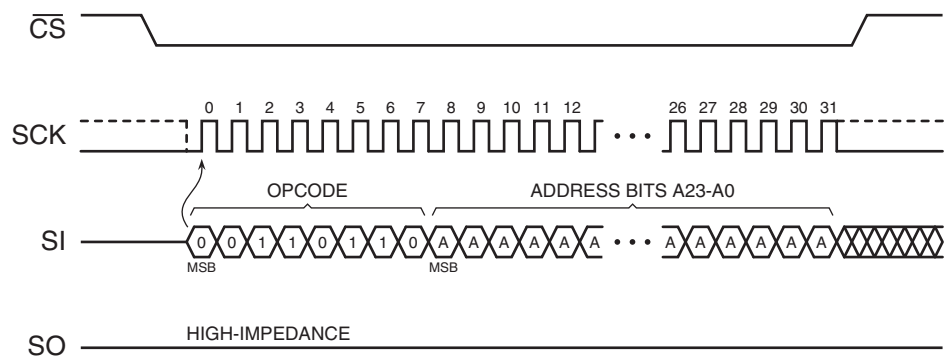 CS
0 1 2 3 4 5 6 7 8 9 10 11 12 26 27 28 29 30 31
SCK
OPCODE ADDRESS BITS A23-A0
SI 0 0 1 1 0 1 1 0 A A A A A A A A A A A A
MSB MSB
HIGH-IMPEDANCE
SO